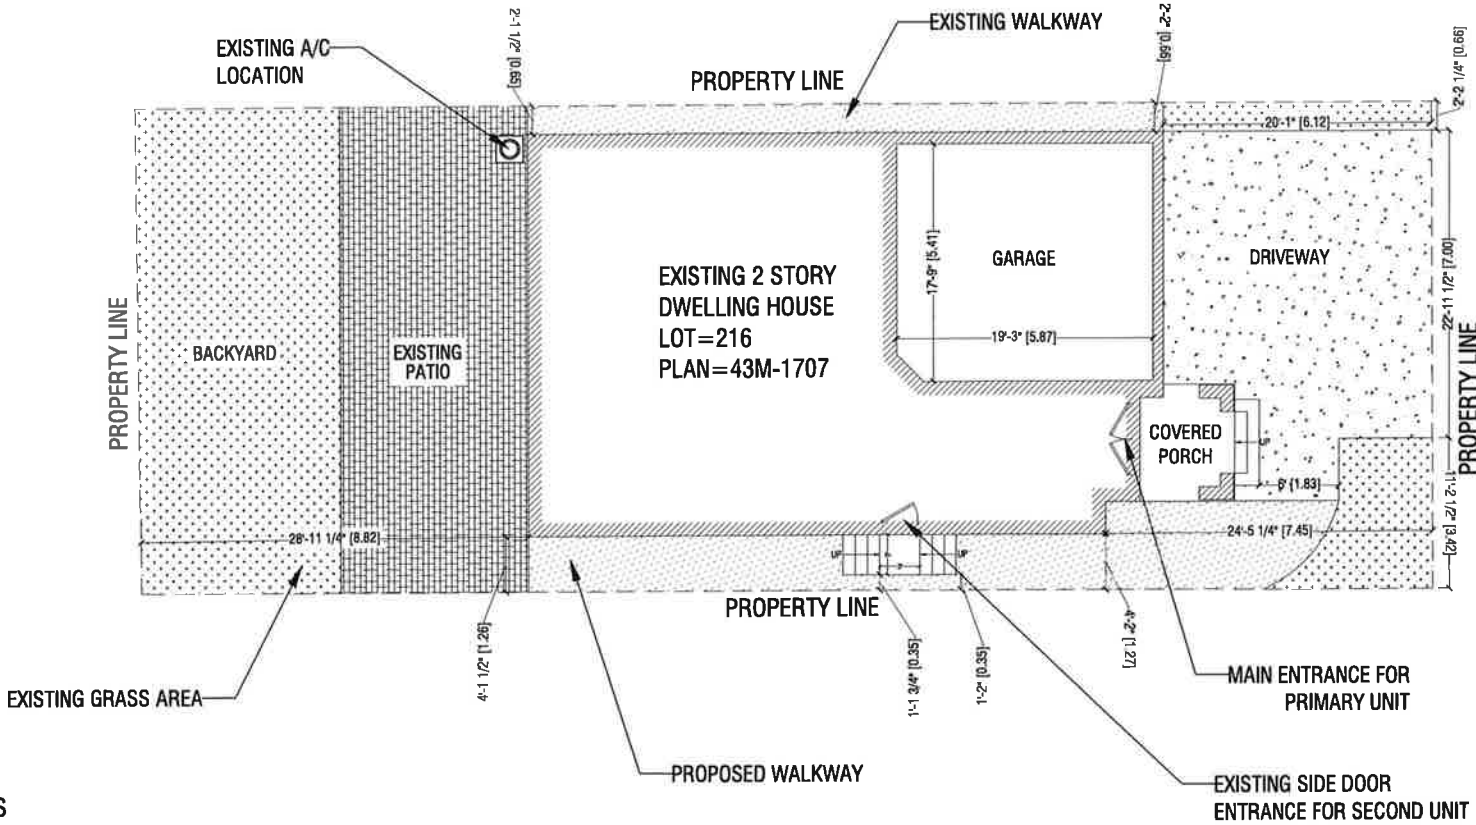 2'-1 1/2" [0.65]
EXISTING WALKWAY
2'-2" [0.66]
2'-2 1/4" [0.66]
EXISTING A/C
LOCATION
PROPERTY LINE
20'-1" [6.12]
EXISTING 2 STORY
DWELLING HOUSE
LOT=216
PLAN=43M-1707
17'-9" [5.41]
GARAGE
DRIVEWAY
22'-11 1/2" [7.00]
PROPERTY LINE
BACKYARD
EXISTING
PATIO
19'-3" [5.87]
PROPERTY LINE
COVERED
PORCH
UP
6' [1.83]
11'-2 1/2" [3.42]
28'-11 1/4" [8.82]
24'-5 1/4" [7.45]
UP
UP
PROPERTY LINE
4'-1 1/2" [1.26]
1'-1 3/4" [0.35]
1'-2" [0.35]
4'-2" [1.27]
EXISTING GRASS AREA
MAIN ENTRANCE FOR
PRIMARY UNIT
PROPOSED WALKWAY
EXISTING SIDE DOOR
ENTRANCE FOR SECOND UNIT
S